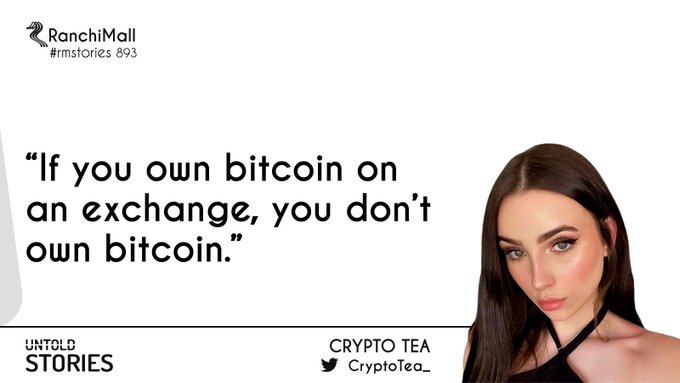 RanchiMall
#rmstories 893
“If you own bitcoin on
an exchange, you don’t
own bitcoin.”
UNTOLD
STORIES
CRYPTO TEA
CryptoTea_